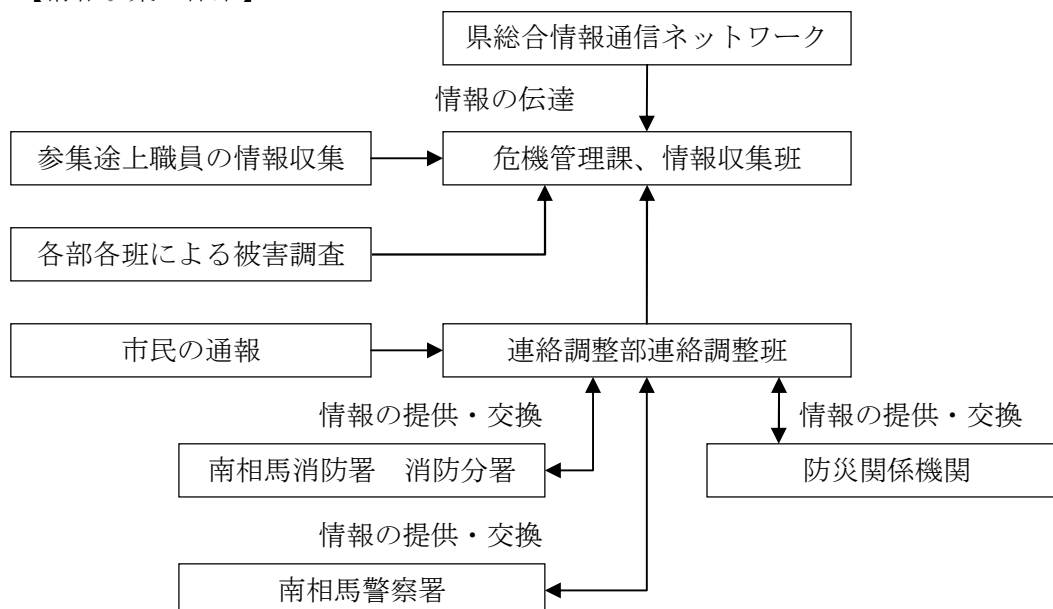 県総合情報通信ネットワーク
情報の伝達
参集途上職員の情報収集
危機管理課、情報収集班
各部各班による被害調査
市民の通報
連絡調整部連絡調整班
情報の提供・交換
情報の提供・交換
南相馬消防署　消防分署
防災関係機関
情報の提供・交換
南相馬警察署